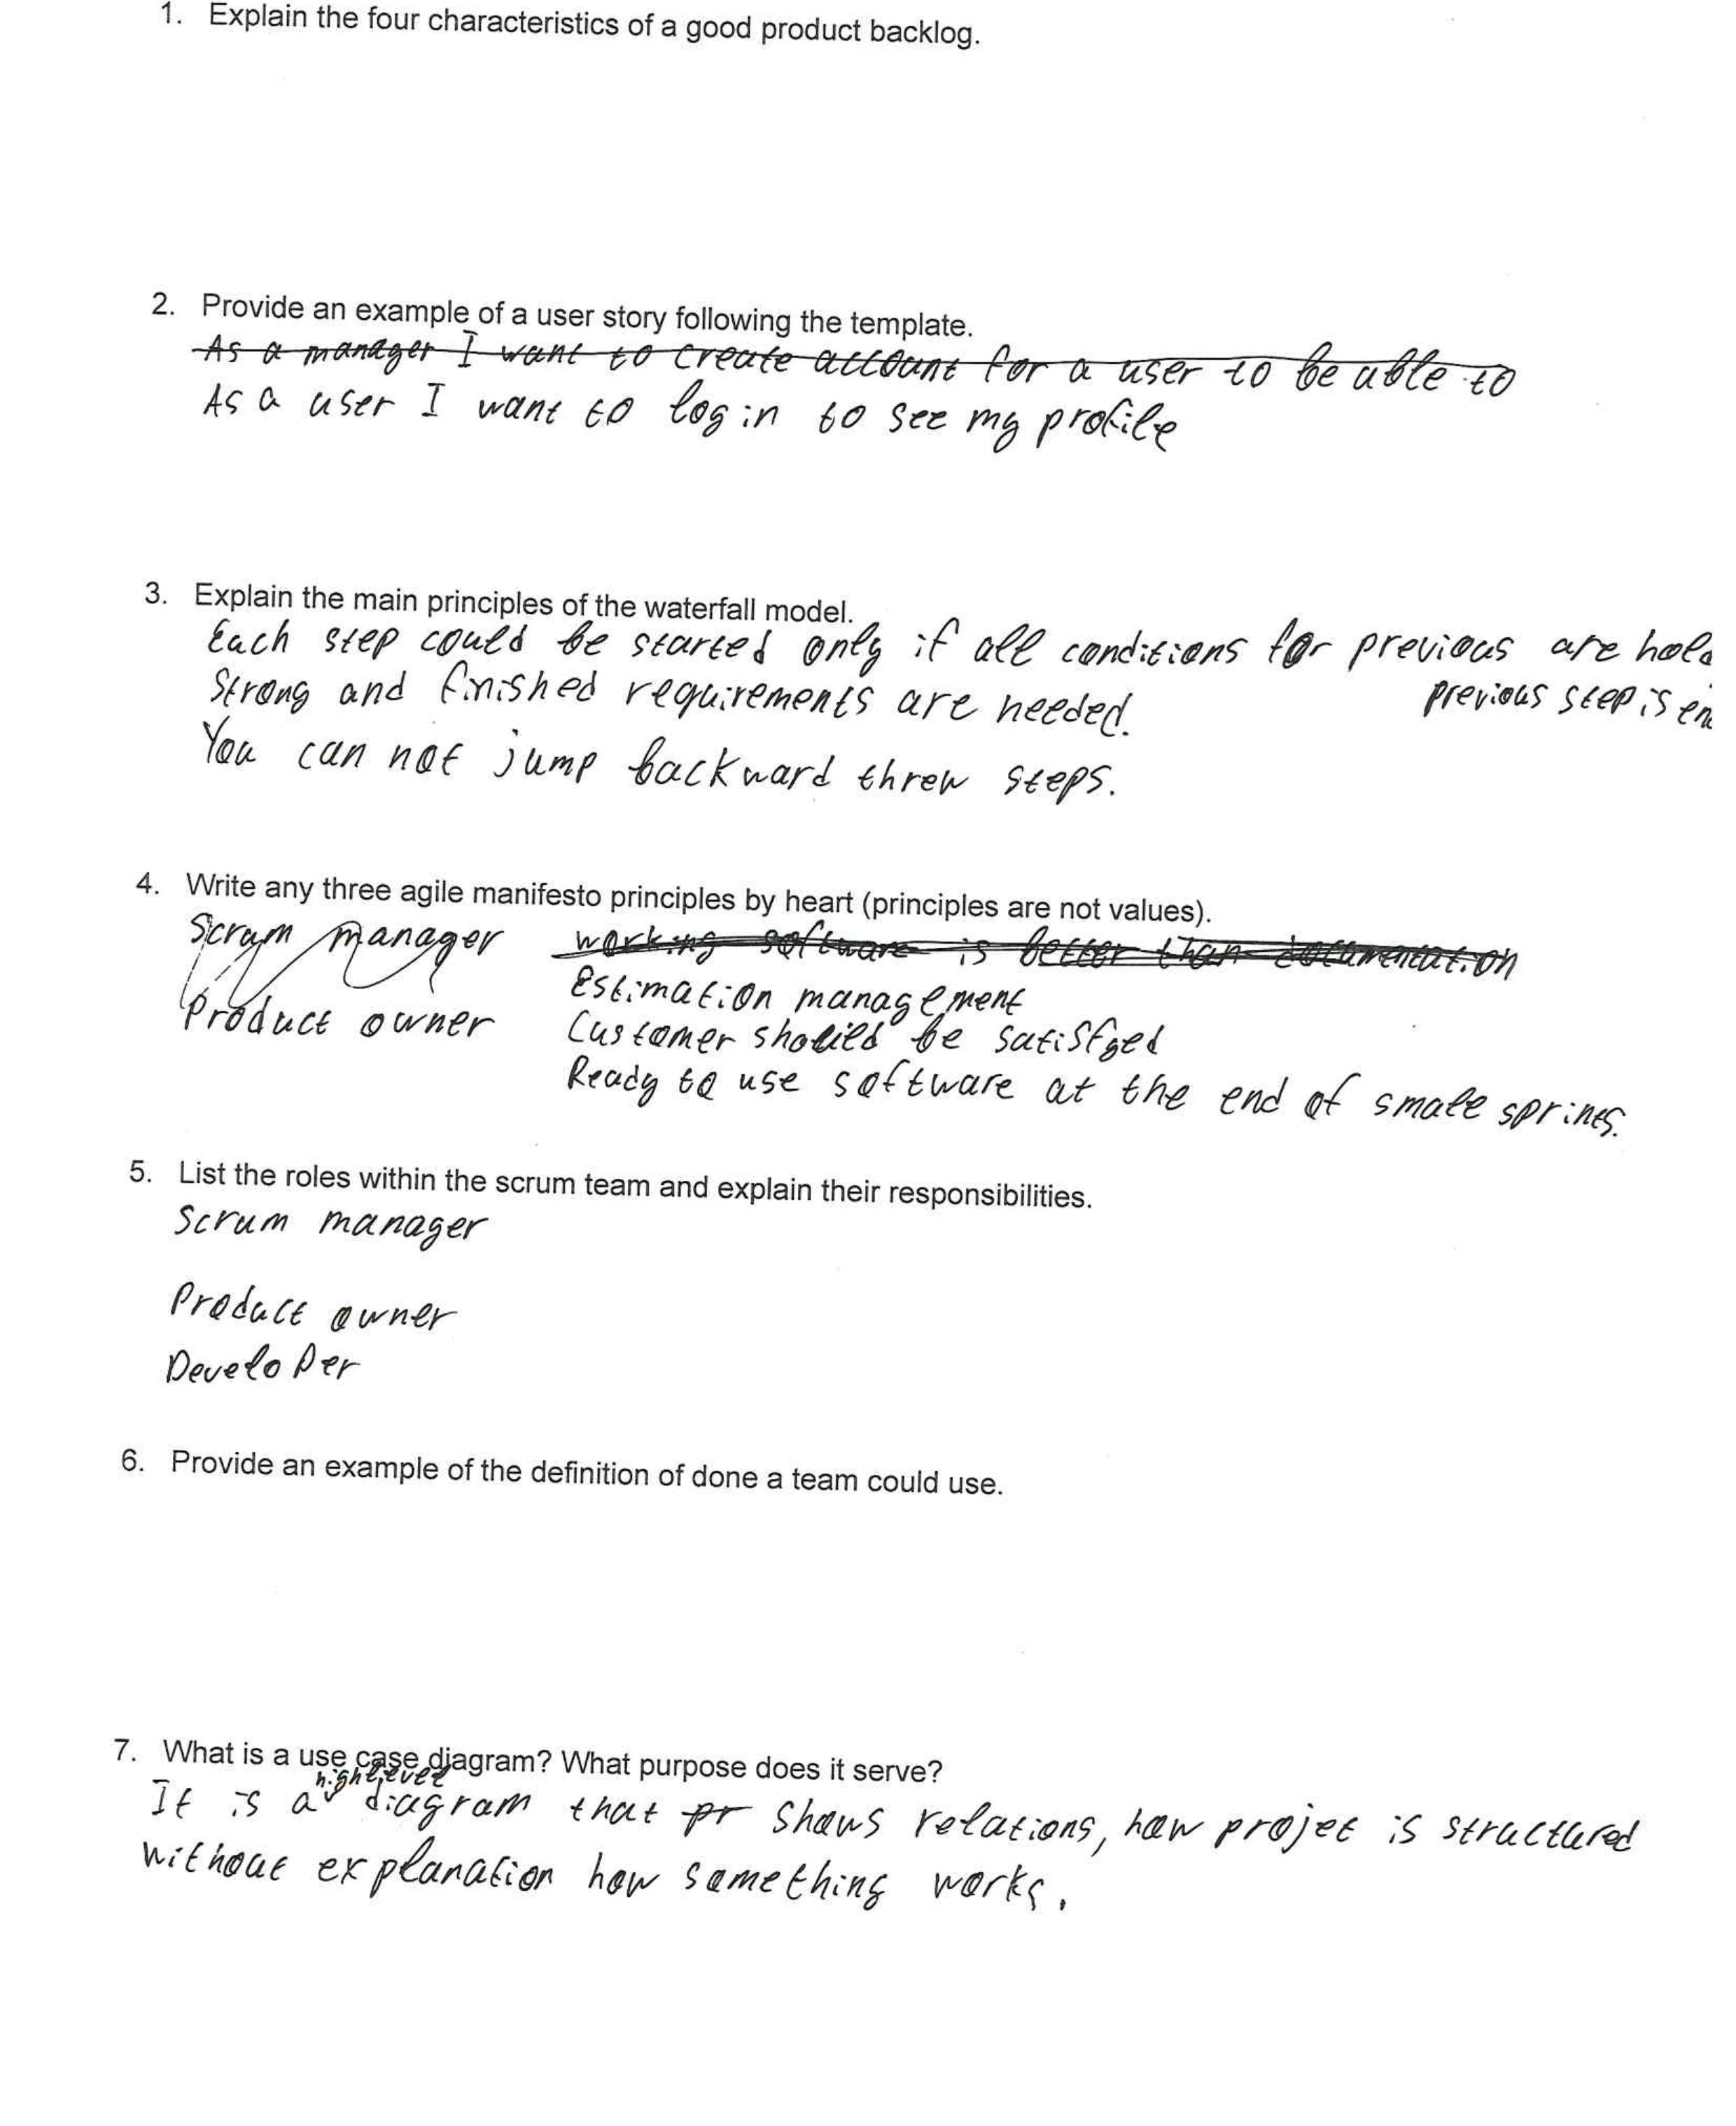 1. Explain the four characteristics of a good product backlog.
2. Provide an example of a user story following the template.
As a manager I want to create account for a user to be able to
As a user I want to log in to see my profile
3. Explain the main principles of the waterfall model.
Each step could be started only if all conditions for previous are hold
previous step is en
Strong and finished requirements are needed.
You can not jump backward threw steps.
4. Write any three agile manifesto principles by heart (principles are not values).
Scrum manager working software is better than documentation
Estimation management
Product owner Customer should be satisfyed
Ready to use software at the end of small sprints.
5. List the roles within the scrum team and explain their responsibilities.
Scrum manager
Product owner
Developer
6. Provide an example of the definition of done a team could use.
7. What is a use case diagram? What purpose does it serve?
high level
It is a diagram that pr shows relations, how projet is structured
without explanation how something works.